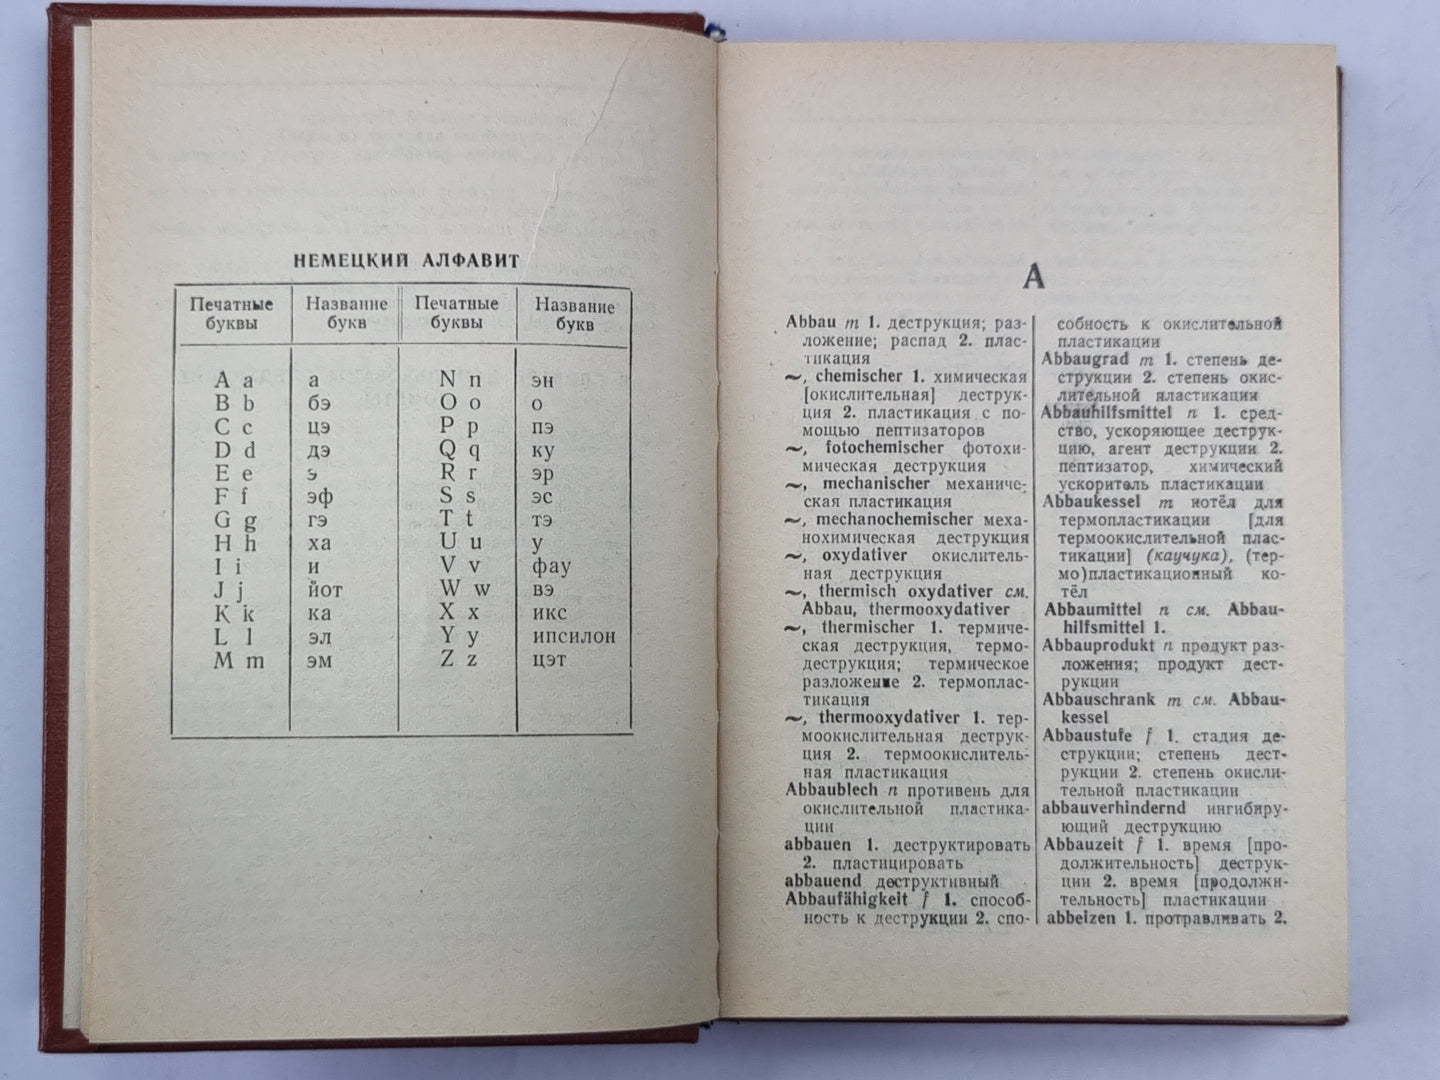 НЕМЕЦКИЙ АЛФАВИТ
Печатные буквы Название букв Печатные буквы Название букв
A a а N n эн
B b бэ O o о
C c цэ P p пэ
D d дэ Q q ку
E e э R r эр
F f эф S s эс
G g гэ T t тэ
H h ха U u у
I i и V v фау
J j йот W w вэ
K k ка X x икс
L l эл Y y ипсилон
M m эм Z z цэт
A
Abbau m 1. деструкция; раз-
ложение; распад 2. плас-
тикация
~, chemischer 1. химическая
[окислительная] деструк-
ция 2. пластикация с по-
мощью пептизаторов
~, fotochemischer фотохи-
мическая деструкция
~, mechanischer механиче-
ская пластикация
~, mechanochemischer меха-
нохимическая деструкция
~, oxydativer окислитель-
ная деструкция
~, thermisch oxydativer см.
Abbau, thermooxydativer
~, thermischer 1. термиче-
ская деструкция, термо-
деструкция; термическое
разложение 2. термоплас-
тикация
~, thermooxydativer 1. тер-
моокислительная деструк-
ция 2. термоокислитель-
ная пластикация
Abbaublech n противень для
окислительной пластика-
ции
abbauen 1. деструктировать
2. пластицировать
abbauend деструктивный
Abbaufähigkeit f 1. способ-
ность к деструкции 2. спо-
собность к окислительной
пластикации
Abbaugrad m 1. степень де-
струкции 2. степень окис-
лительной пластикации
Abbauhilfsmittel n 1. сред-
ство, ускоряющее деструк-
цию, агент деструкции 2.
пептизатор, химический
ускоритель пластикации
Abbaukessel m котёл для
термопластикации [для
термоокислительной плас-
тикации] (каучука), (тер-
мо)пластикационный ко-
тёл
Abbaumittel n см. Abbau-
hilfsmittel 1.
Abbauprodukt n продукт раз-
ложения; продукт дест-
рукции
Abbauschrank m см. Abbau-
kessel
Abbaustufe f 1. стадия де-
струкции; степень дест-
рукции 2. степень окисли-
тельной пластикации
abbauverhindernd ингибиру-
ющий деструкцию
Abbauzeit f 1. время [про-
должительность] деструк-
ции 2. время [продолжи-
тельность] пластикации
abbeizen 1. протравливать 2.